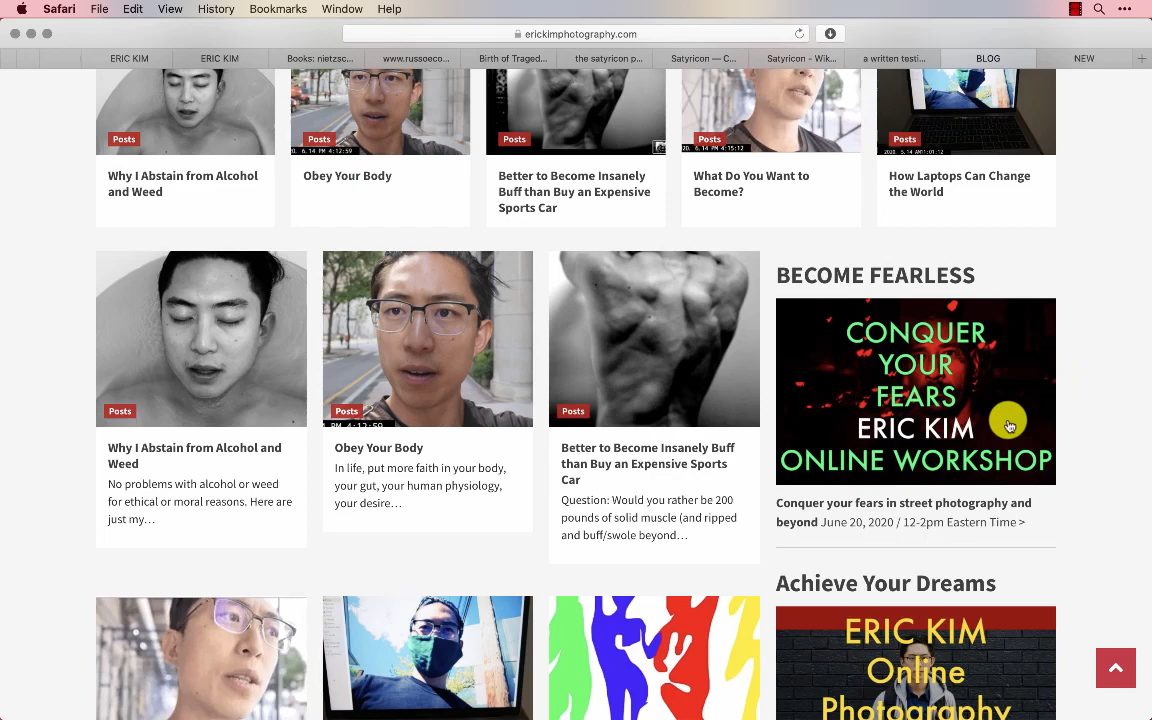 Safari File Edit View History Bookmarks Window Help
erickimphotography.com
ERIC KIM
ERIC KIM
Books: nietzsc...
www.russoeco...
Birth of Traged...
the satyricon p...
Satyricon — C...
Satyricon - Wik...
a written testi...
BLOG
NEW
Posts
Posts
Posts
Posts
Posts
Why I Abstain from Alcohol
and Weed
Obey Your Body
Better to Become Insanely
Buff than Buy an Expensive
Sports Car
What Do You Want to
Become?
How Laptops Can Change
the World
Posts
Why I Abstain from Alcohol and
Weed
No problems with alcohol or weed
for ethical or moral reasons. Here are
just my…
Posts
Obey Your Body
In life, put more faith in your body,
your gut, your human physiology,
your desire…
Posts
Better to Become Insanely Buff
than Buy an Expensive Sports
Car
Question: Would you rather be 200
pounds of solid muscle (and ripped
and buff/swole beyond…
BECOME FEARLESS
CONQUER
YOUR
FEARS
ERIC KIM
ONLINE WORKSHOP
Conquer your fears in street photography and
beyond June 20, 2020 / 12-2pm Eastern Time >
Achieve Your Dreams
ERIC KIM
Online
Photography